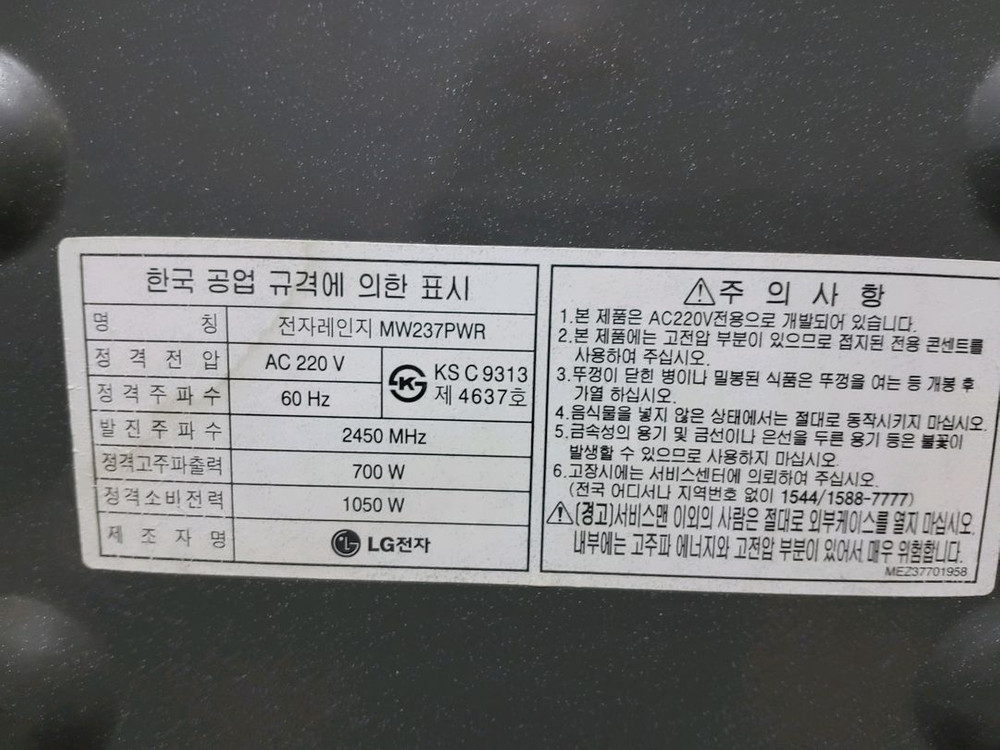 한국 공업 규격에 의한 표시
명 칭 전자레인지 MW237PWR
정격전압 AC 220 V
KS C 9313
제 4637호
정격주파수 60 Hz
발진주파수 2450 MHz
정격고주파출력 700 W
정격소비전력 1050 W
제 조 자 명 LG전자
주 의 사 항
1.본 제품은 AC220V전용으로 개발되어 있습니다.
2.본 제품에는 고전압 부분이 있으므로 접지된 전용 콘센트를
사용하여 주십시오.
3.뚜껑이 닫힌 병이나 밀봉된 식품은 뚜껑을 여는 등 개봉 후
가열 하십시오.
4.음식물을 넣지 않은 상태에서는 절대로 동작시키지 마십시오.
5.금속성의 용기 및 금선이나 은선을 두른 용기 등은 불꽃이
발생할 수 있으므로 사용하지 마십시오.
6.고장시에는 서비스센터에 의뢰하여 주십시오.
(전국 어디서나 지역번호 없이 1544/1588-7777)
[경고]서비스맨 이외의 사람은 절대로 외부케이스를 열지 마십시오.
내부에는 고주파 에너지와 고전압 부분이 있어서 매우 위험합니다.
MEZ37701958